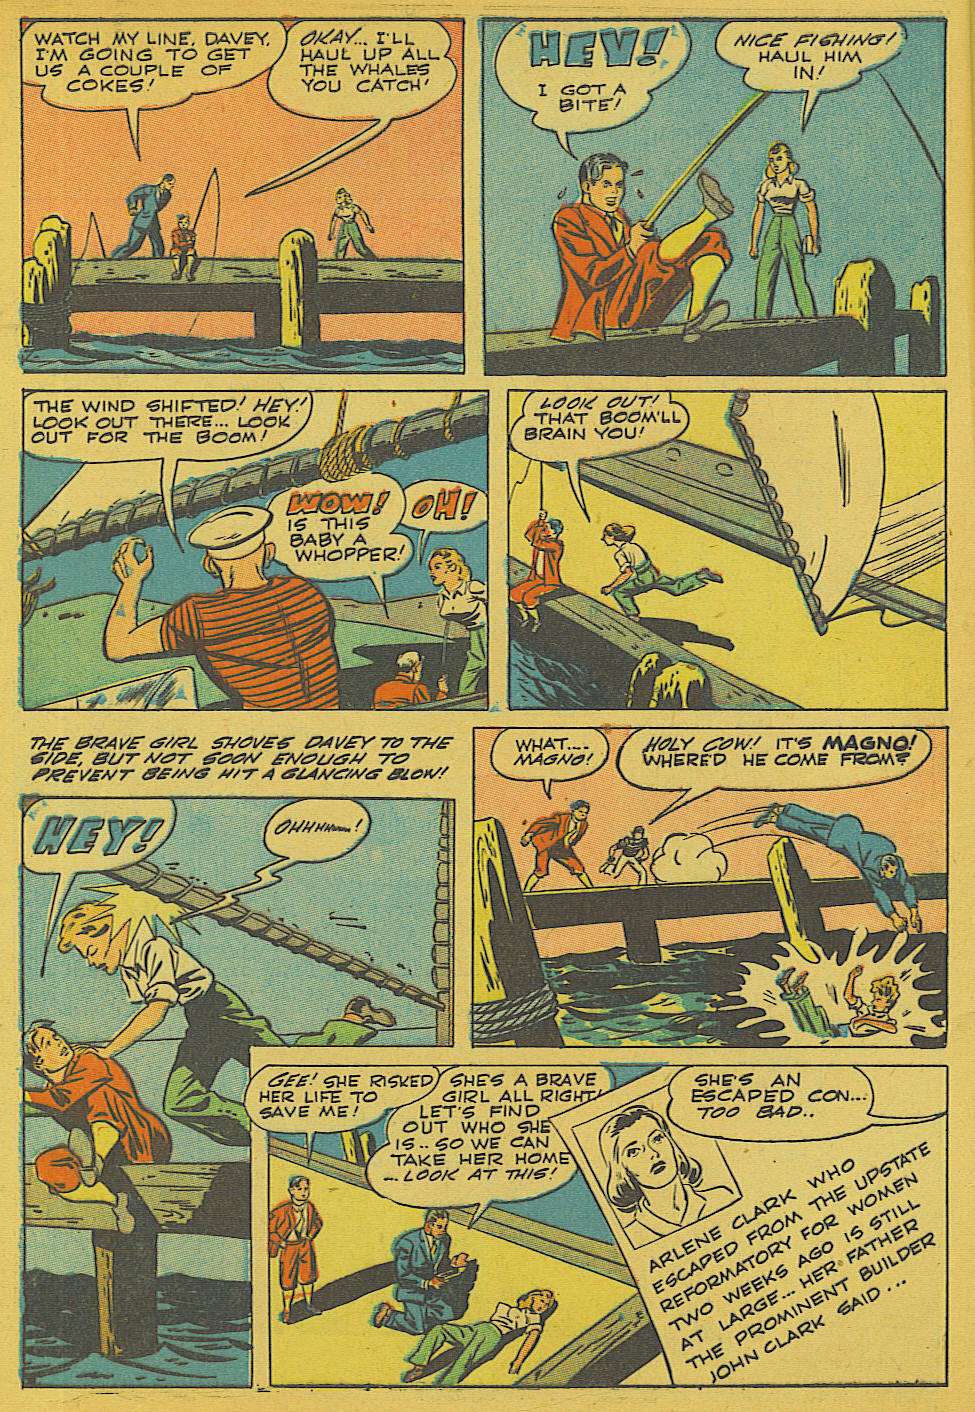 WATCH MY LINE, DAVEY,
I'M GOING TO GET
US A COUPLE OF
COKES!
OKAY... I'LL
HAUL UP ALL
THE WHALES
YOU CATCH!
HEY!
I GOT A
BITE!
NICE FISHING!
HAUL HIM
IN!
THE WIND SHIFTED! HEY!
LOOK OUT THERE... LOOK
OUT FOR THE BOOM!
WOW!
IS THIS
BABY A
WHOPPER!
OH!
LOOK OUT!
THAT BOOM'LL
BRAIN YOU!
THE BRAVE GIRL SHOVES DAVEY TO THE
SIDE, BUT NOT SOON ENOUGH TO
PREVENT BEING HIT A GLANCING BLOW!
HEY!
OHHHHHHH!
WHAT....
MAGNO!
HOLY COW! IT'S MAGNO!
WHERE'D HE COME FROM?
GEE! SHE RISKED
HER LIFE TO
SAVE ME!
SHE'S A BRAVE
GIRL ALL RIGHT!
LET'S FIND
OUT WHO SHE
IS.. SO WE CAN
TAKE HER HOME
...LOOK AT THIS!
SHE'S AN
ESCAPED CON...
TOO BAD..
ARLENE CLARK WHO
ESCAPED FROM THE UPSTATE
REFORMATORY FOR WOMEN
TWO WEEKS AGO IS STILL
AT LARGE... HER FATHER
THE PROMINENT BUILDER
JOHN CLARK SAID...